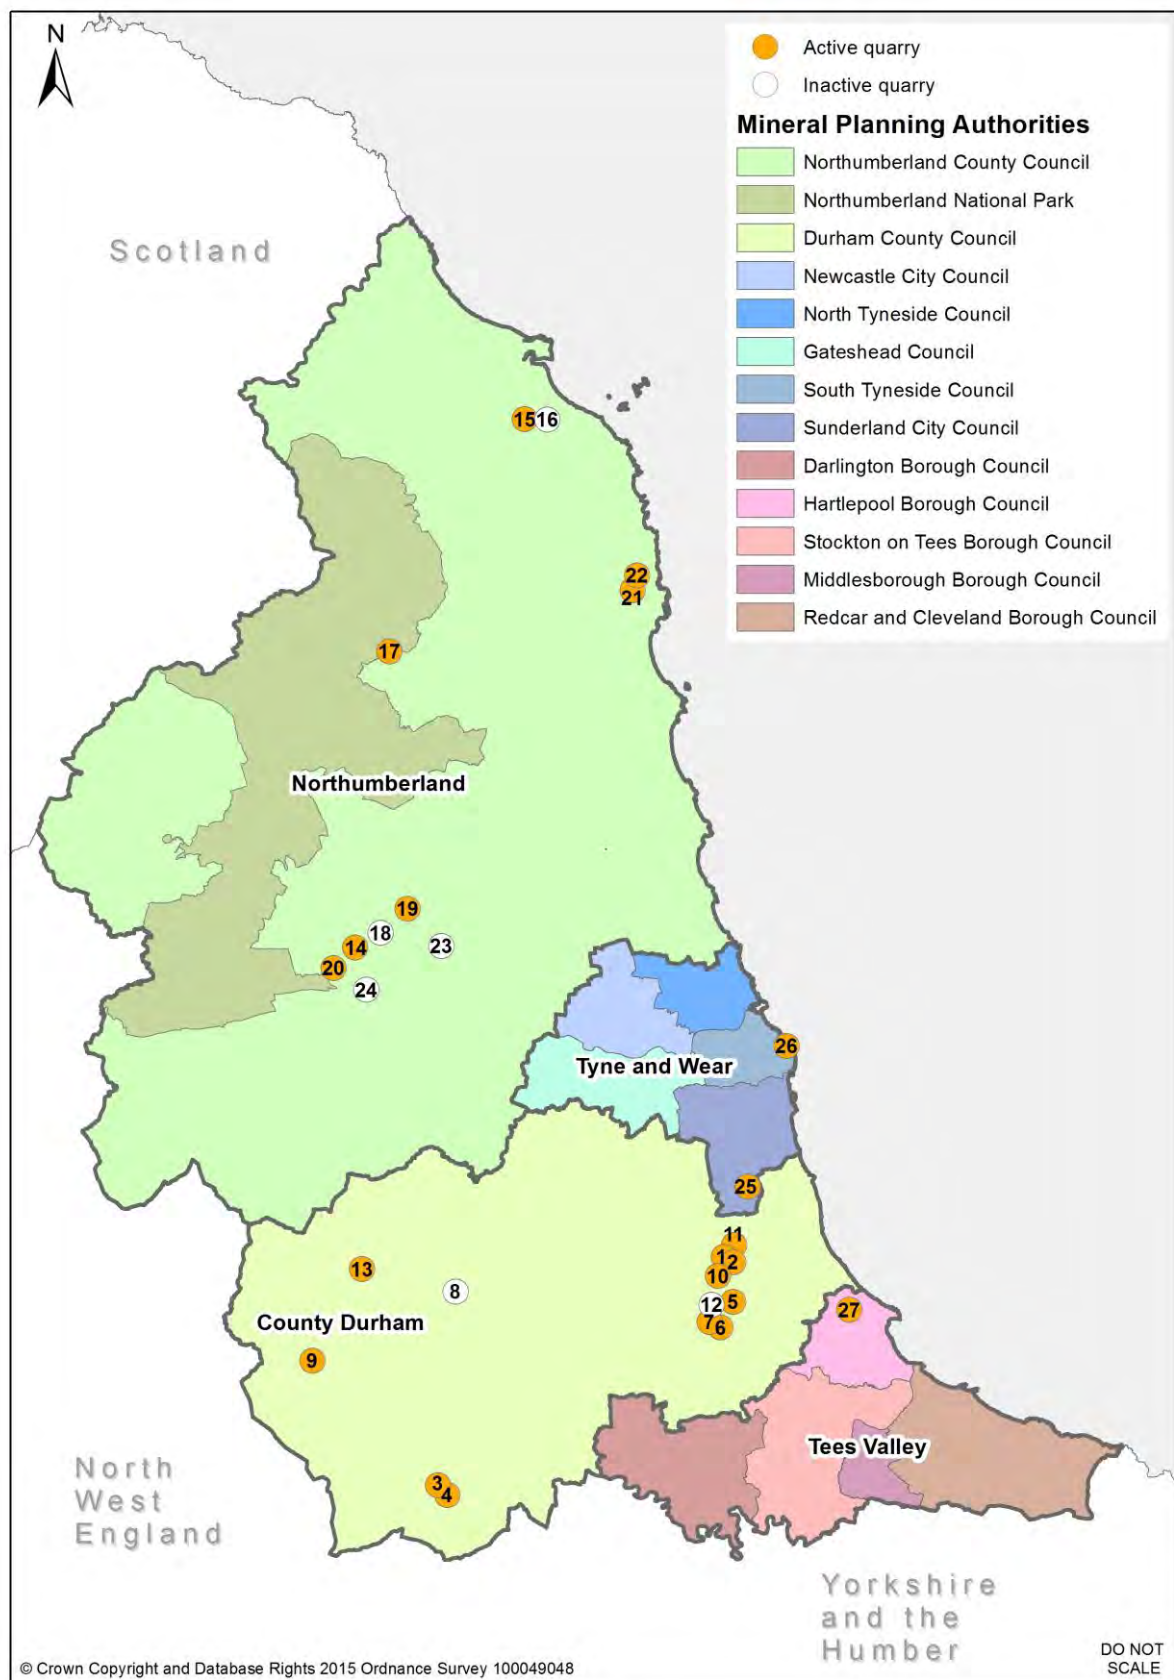 N
Active quarry
Inactive quarry
Mineral Planning Authorities
Northumberland County Council
Northumberland National Park
Durham County Council
Newcastle City Council
North Tyneside Council
Gateshead Council
South Tyneside Council
Sunderland City Council
Darlington Borough Council
Hartlepool Borough Council
Stockton on Tees Borough Council
Middlesborough Borough Council
Redcar and Cleveland Borough Council
Scotland
15 16
22
21
17
Northumberland
19
18
23
14
20
24
26
Tyne and Wear
25
11
1
2
10
13
8
12
5
27
7
6
County Durham
9
Tees Valley
3
4
North
West
England
Yorkshire
and the
Humber
DO NOT
SCALE
© Crown Copyright and Database Rights 2015 Ordnance Survey 100049048